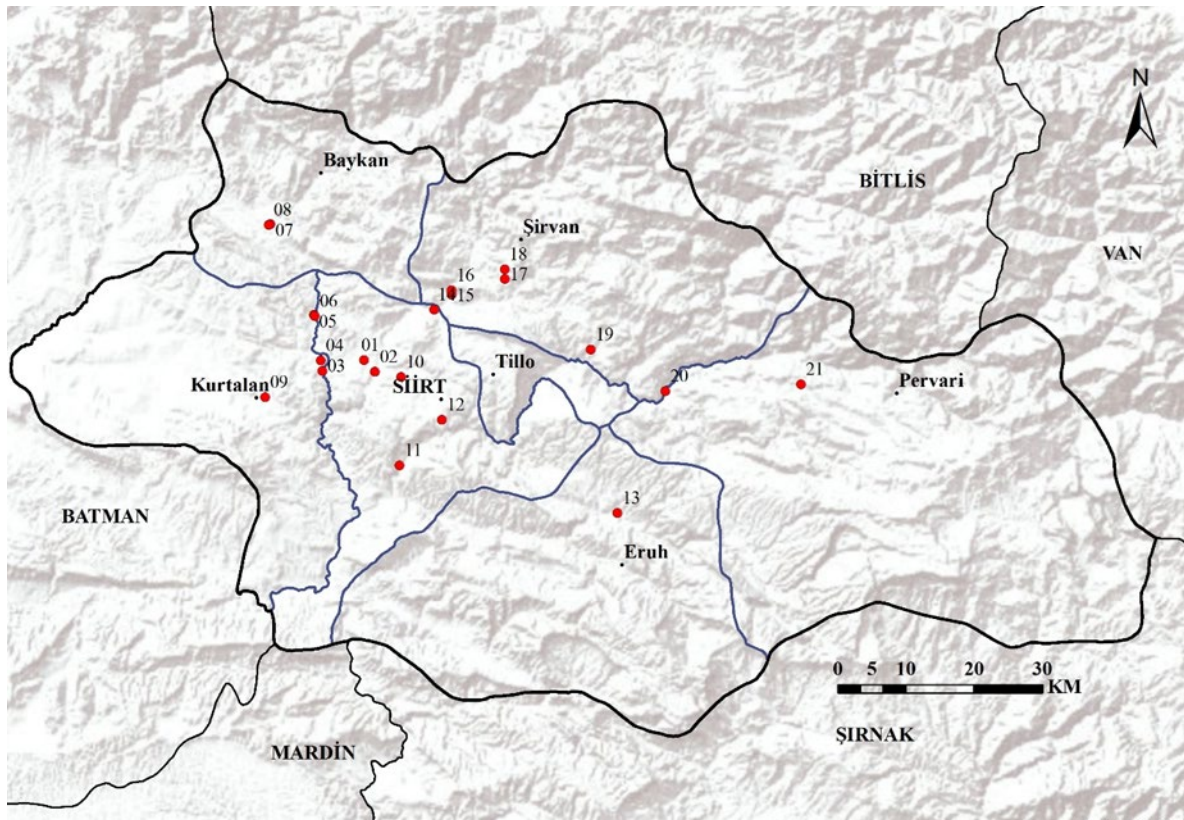 N
Baykan
BİTLİS
08
07
Şirvan
VAN
18
17
16
14 15
06
05
04
03
01
02
10
19
Tillo
Kurtalan
09
SİİRT
20
21
Pervari
12
11
BATMAN
13
Eruh
0 5 10 20 30
KM
ŞIRNAK
MARDİN